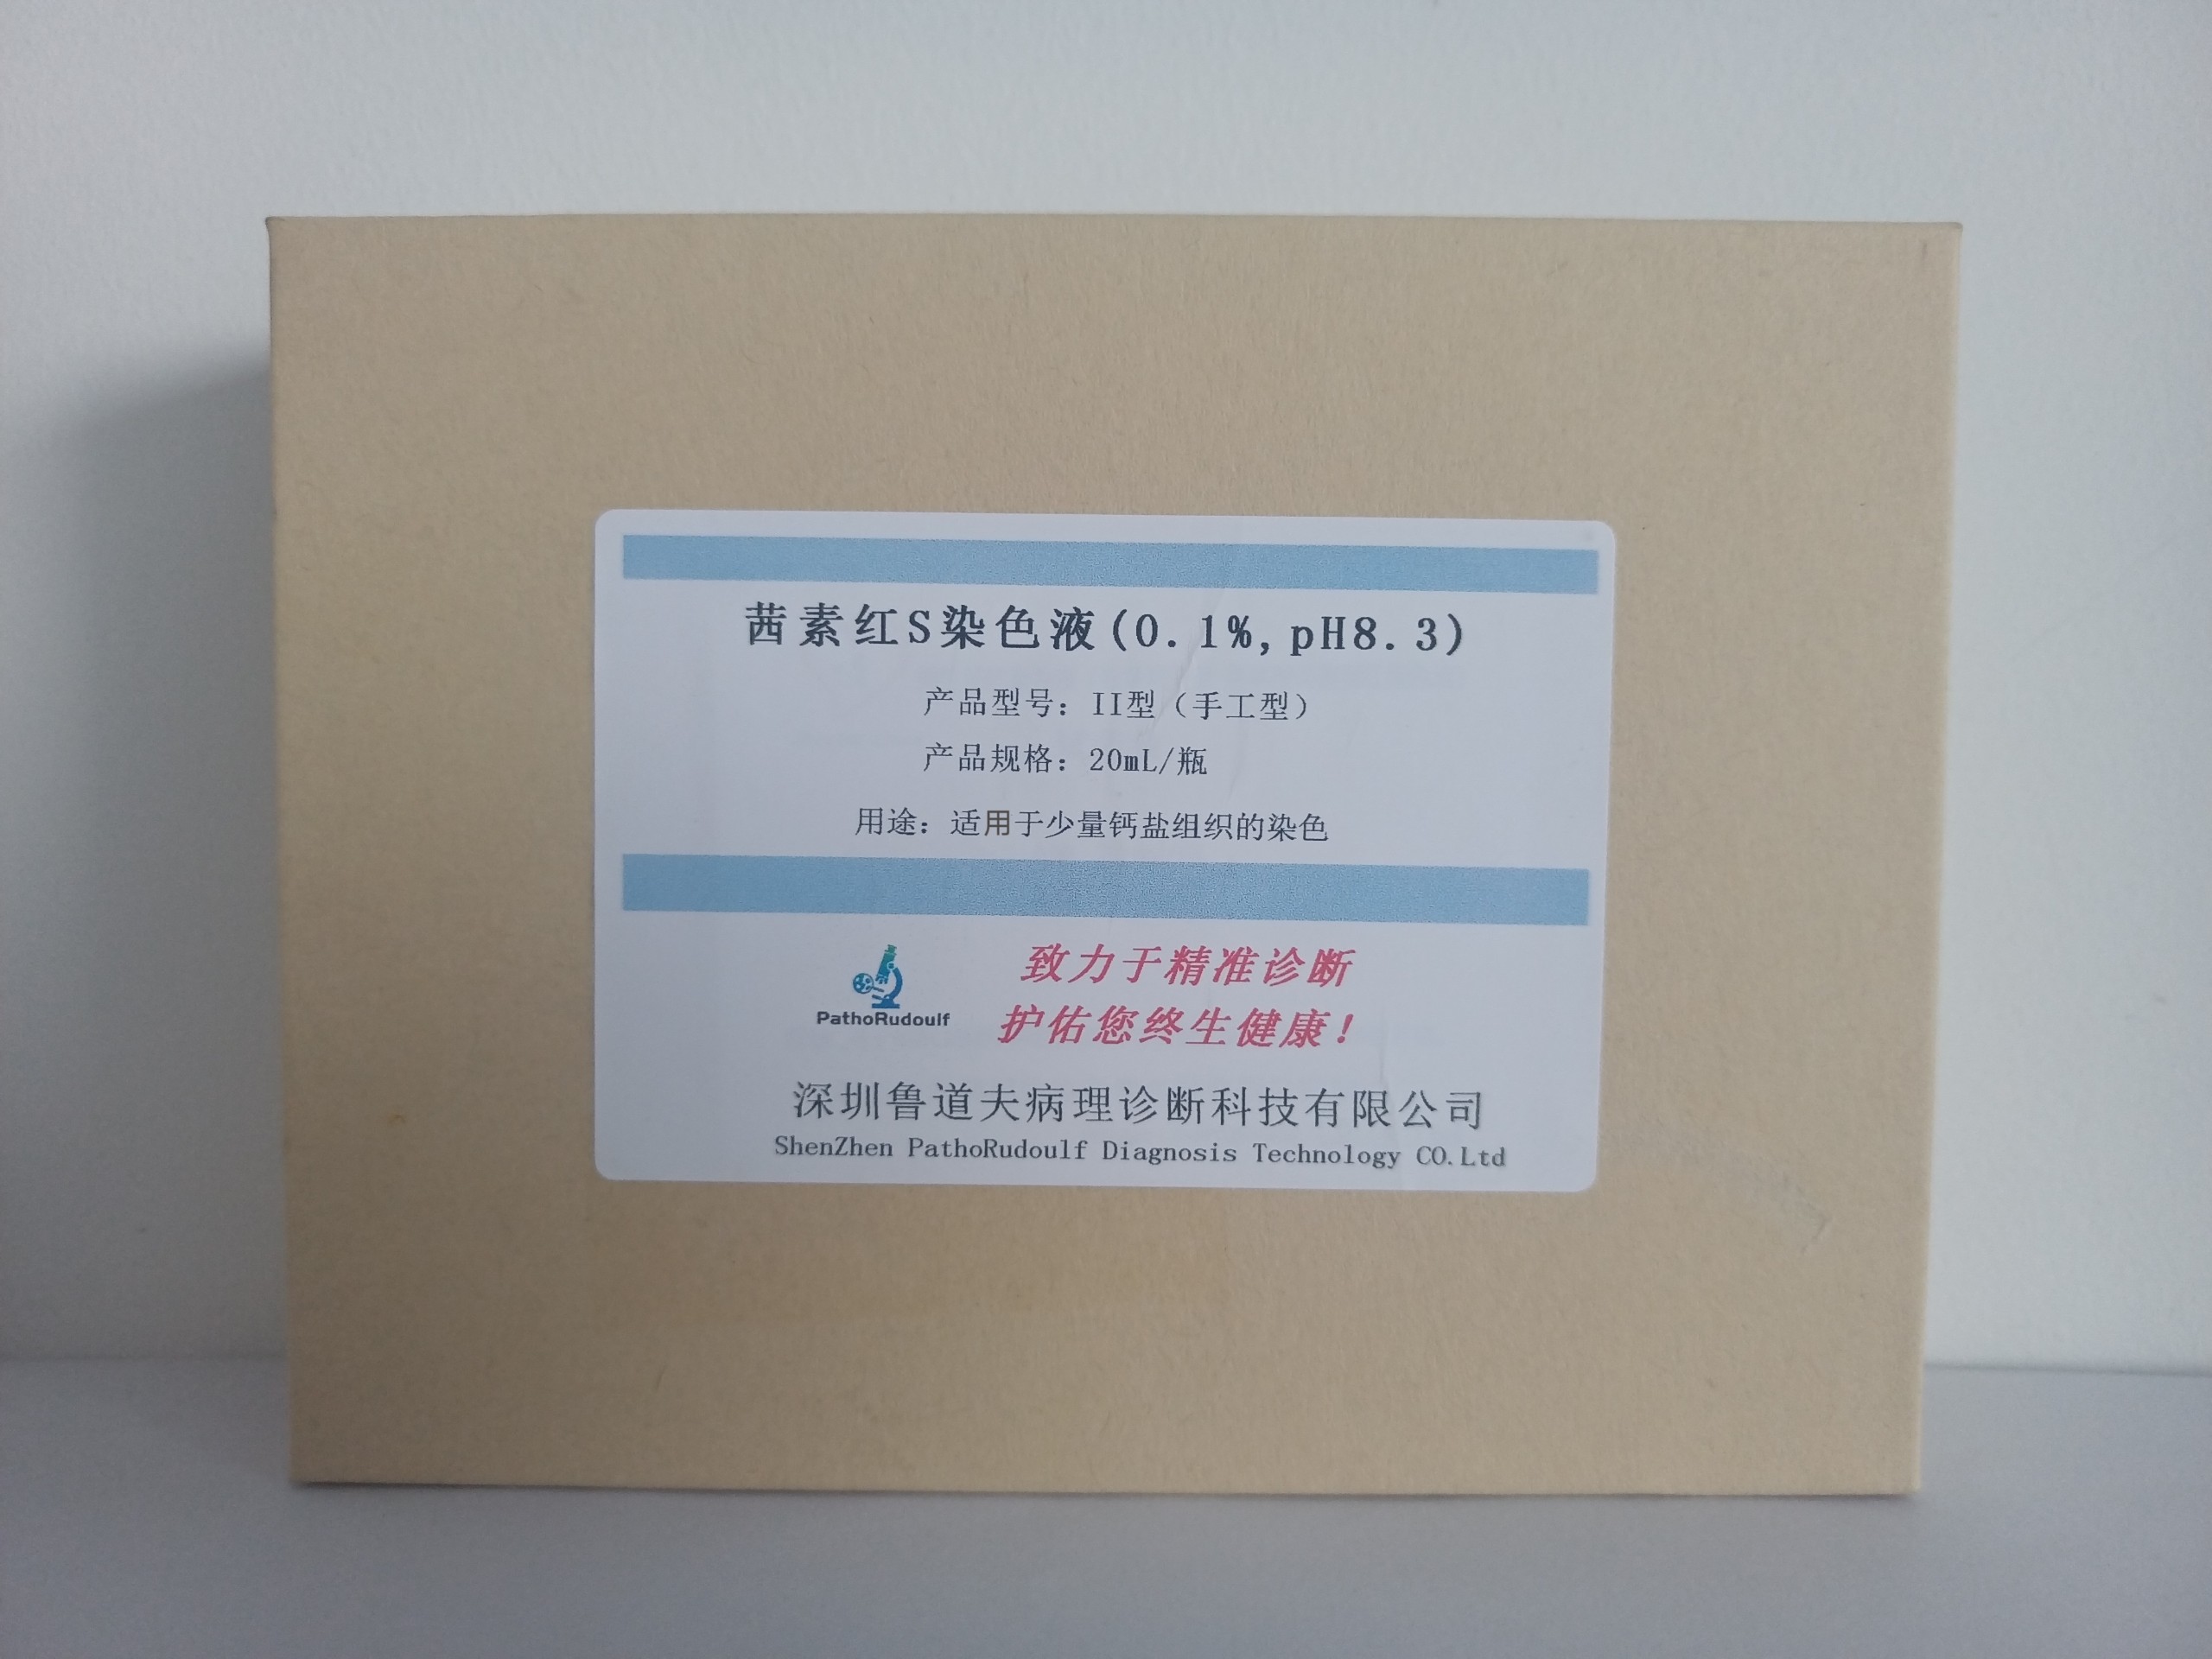 茜素红S染色液(0.1%,pH8.3)
产品型号：II型（手工型）
产品规格：20mL/瓶
用途：适用于少量钙盐组织的染色
PathoRudoulf
致力于精准诊断
护佑您终生健康！
深圳鲁道夫病理诊断科技有限公司
ShenZhen PathoRudoulf Diagnosis Technology CO.Ltd